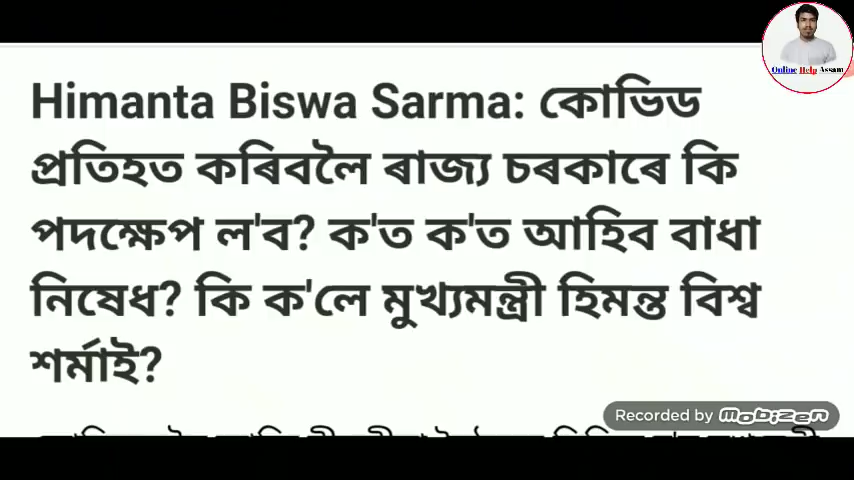 Online Help Assam
Himanta Biswa Sarma: কোভিড
প্ৰতিহত কৰিবলৈ ৰাজ্য চৰকাৰে কি
পদক্ষেপ ল'ব? ক'ত ক'ত আহিব বাধা
নিষেধ? কি ক'লে মুখ্যমন্ত্ৰী হিমন্ত বিশ্ব
শৰ্মাই?
Recorded by mobizen